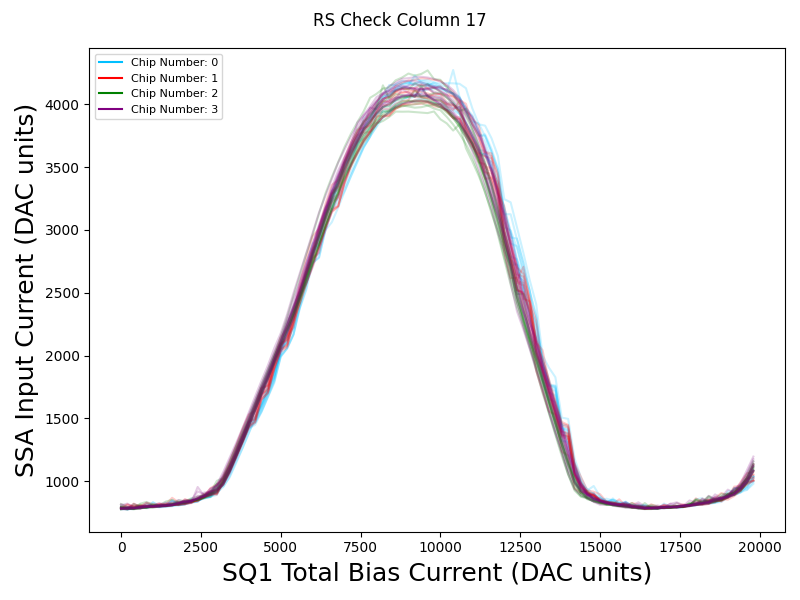 RS Check Column 17
Chip Number: 0
Chip Number: 1
Chip Number: 2
Chip Number: 3
SSA Input Current (DAC units)
4000
3500
3000
2500
2000
1500
1000
0 2500 5000 7500 10000 12500 15000 17500 20000
SQ1 Total Bias Current (DAC units)